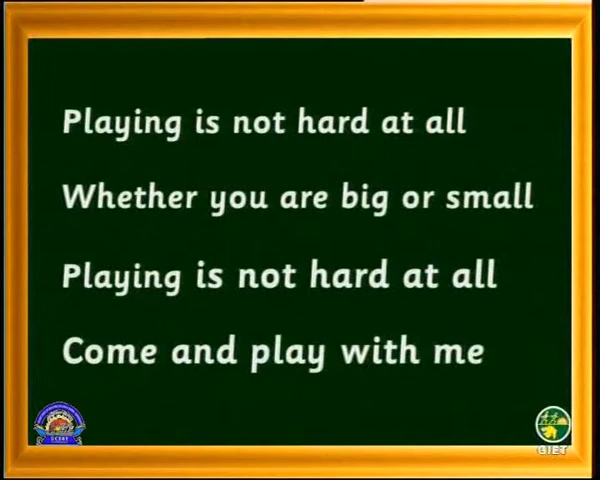 Playing is not hard at all
Whether you are big or small
Playing is not hard at all
Come and play with me
GIET